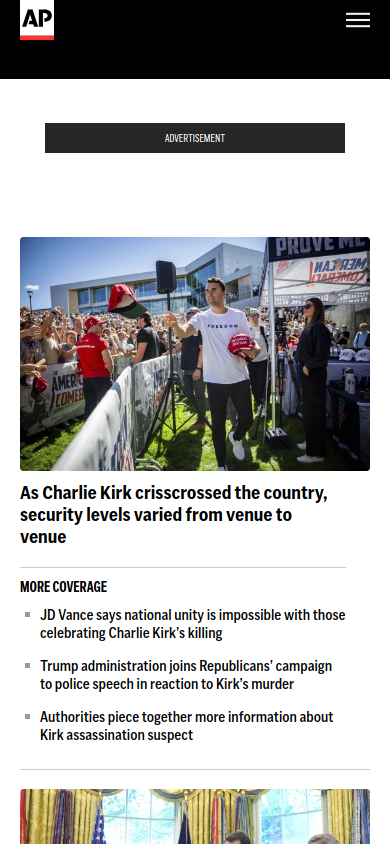 AP
ADVERTISEMENT
PROVE ME
AMERICAN
COMEBACK
FREEDOM
As Charlie Kirk crisscrossed the country,
security levels varied from venue to
venue
MORE COVERAGE
JD Vance says national unity is impossible with those
celebrating Charlie Kirk’s killing
Trump administration joins Republicans’ campaign
to police speech in reaction to Kirk’s murder
Authorities piece together more information about
Kirk assassination suspect